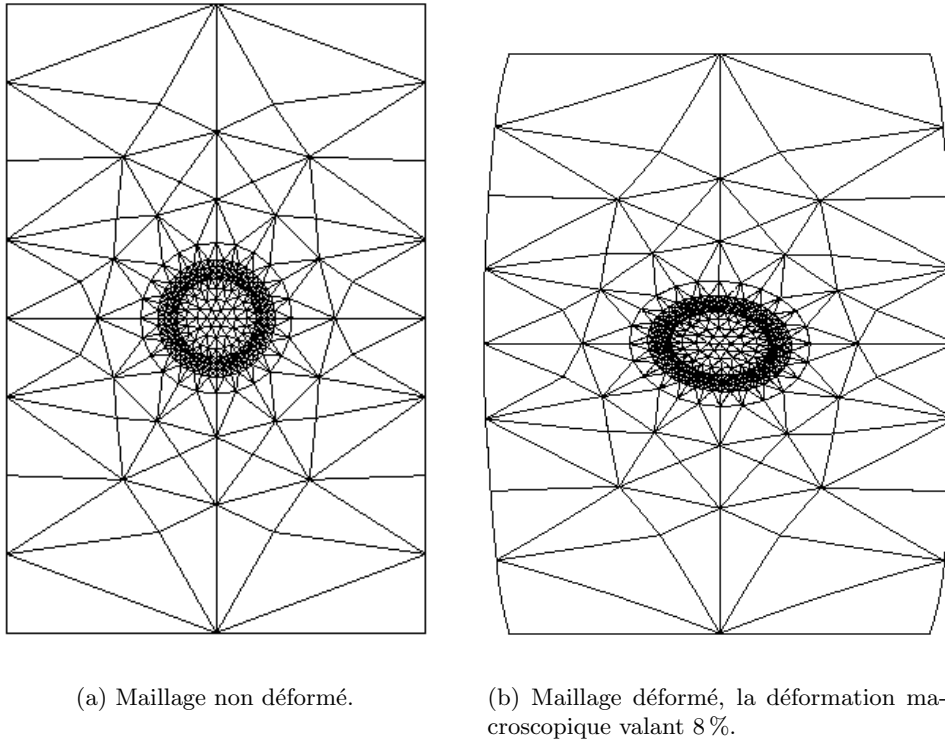 (a) Maillage non déformé.
(b) Maillage déformé, la déformation ma-
croscopique valant 8 %.